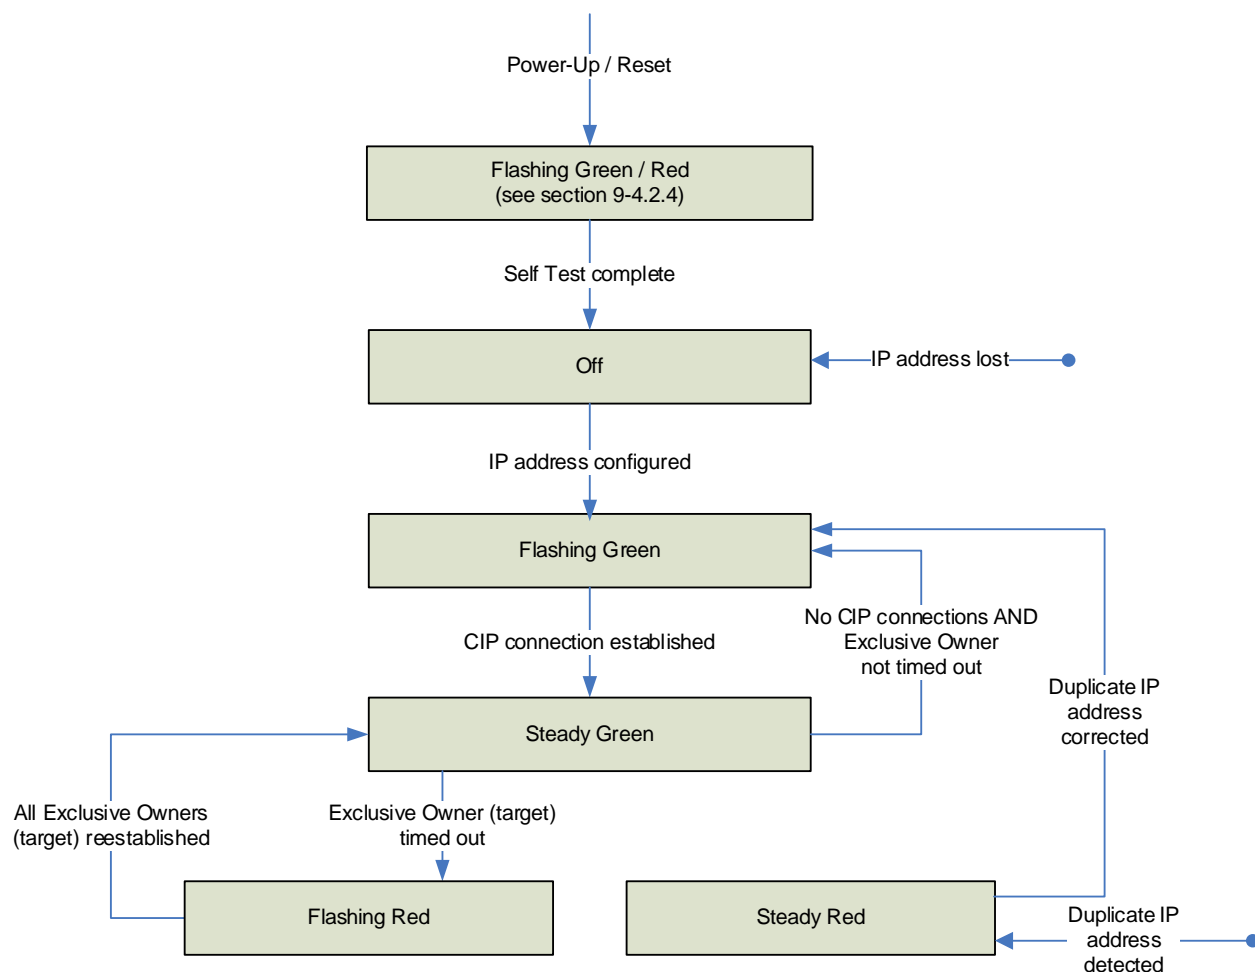 Power-Up / Reset
Flashing Green / Red
(see section 9-4.2.4)
Self Test complete
Off
IP address lost
IP address configured
Flashing Green
No CIP connections AND
Exclusive Owner
not timed out
CIP connection established
Duplicate IP
address
corrected
Steady Green
All Exclusive Owners
(target) reestablished
Exclusive Owner (target)
timed out
Flashing Red
Steady Red
Duplicate IP
address
detected